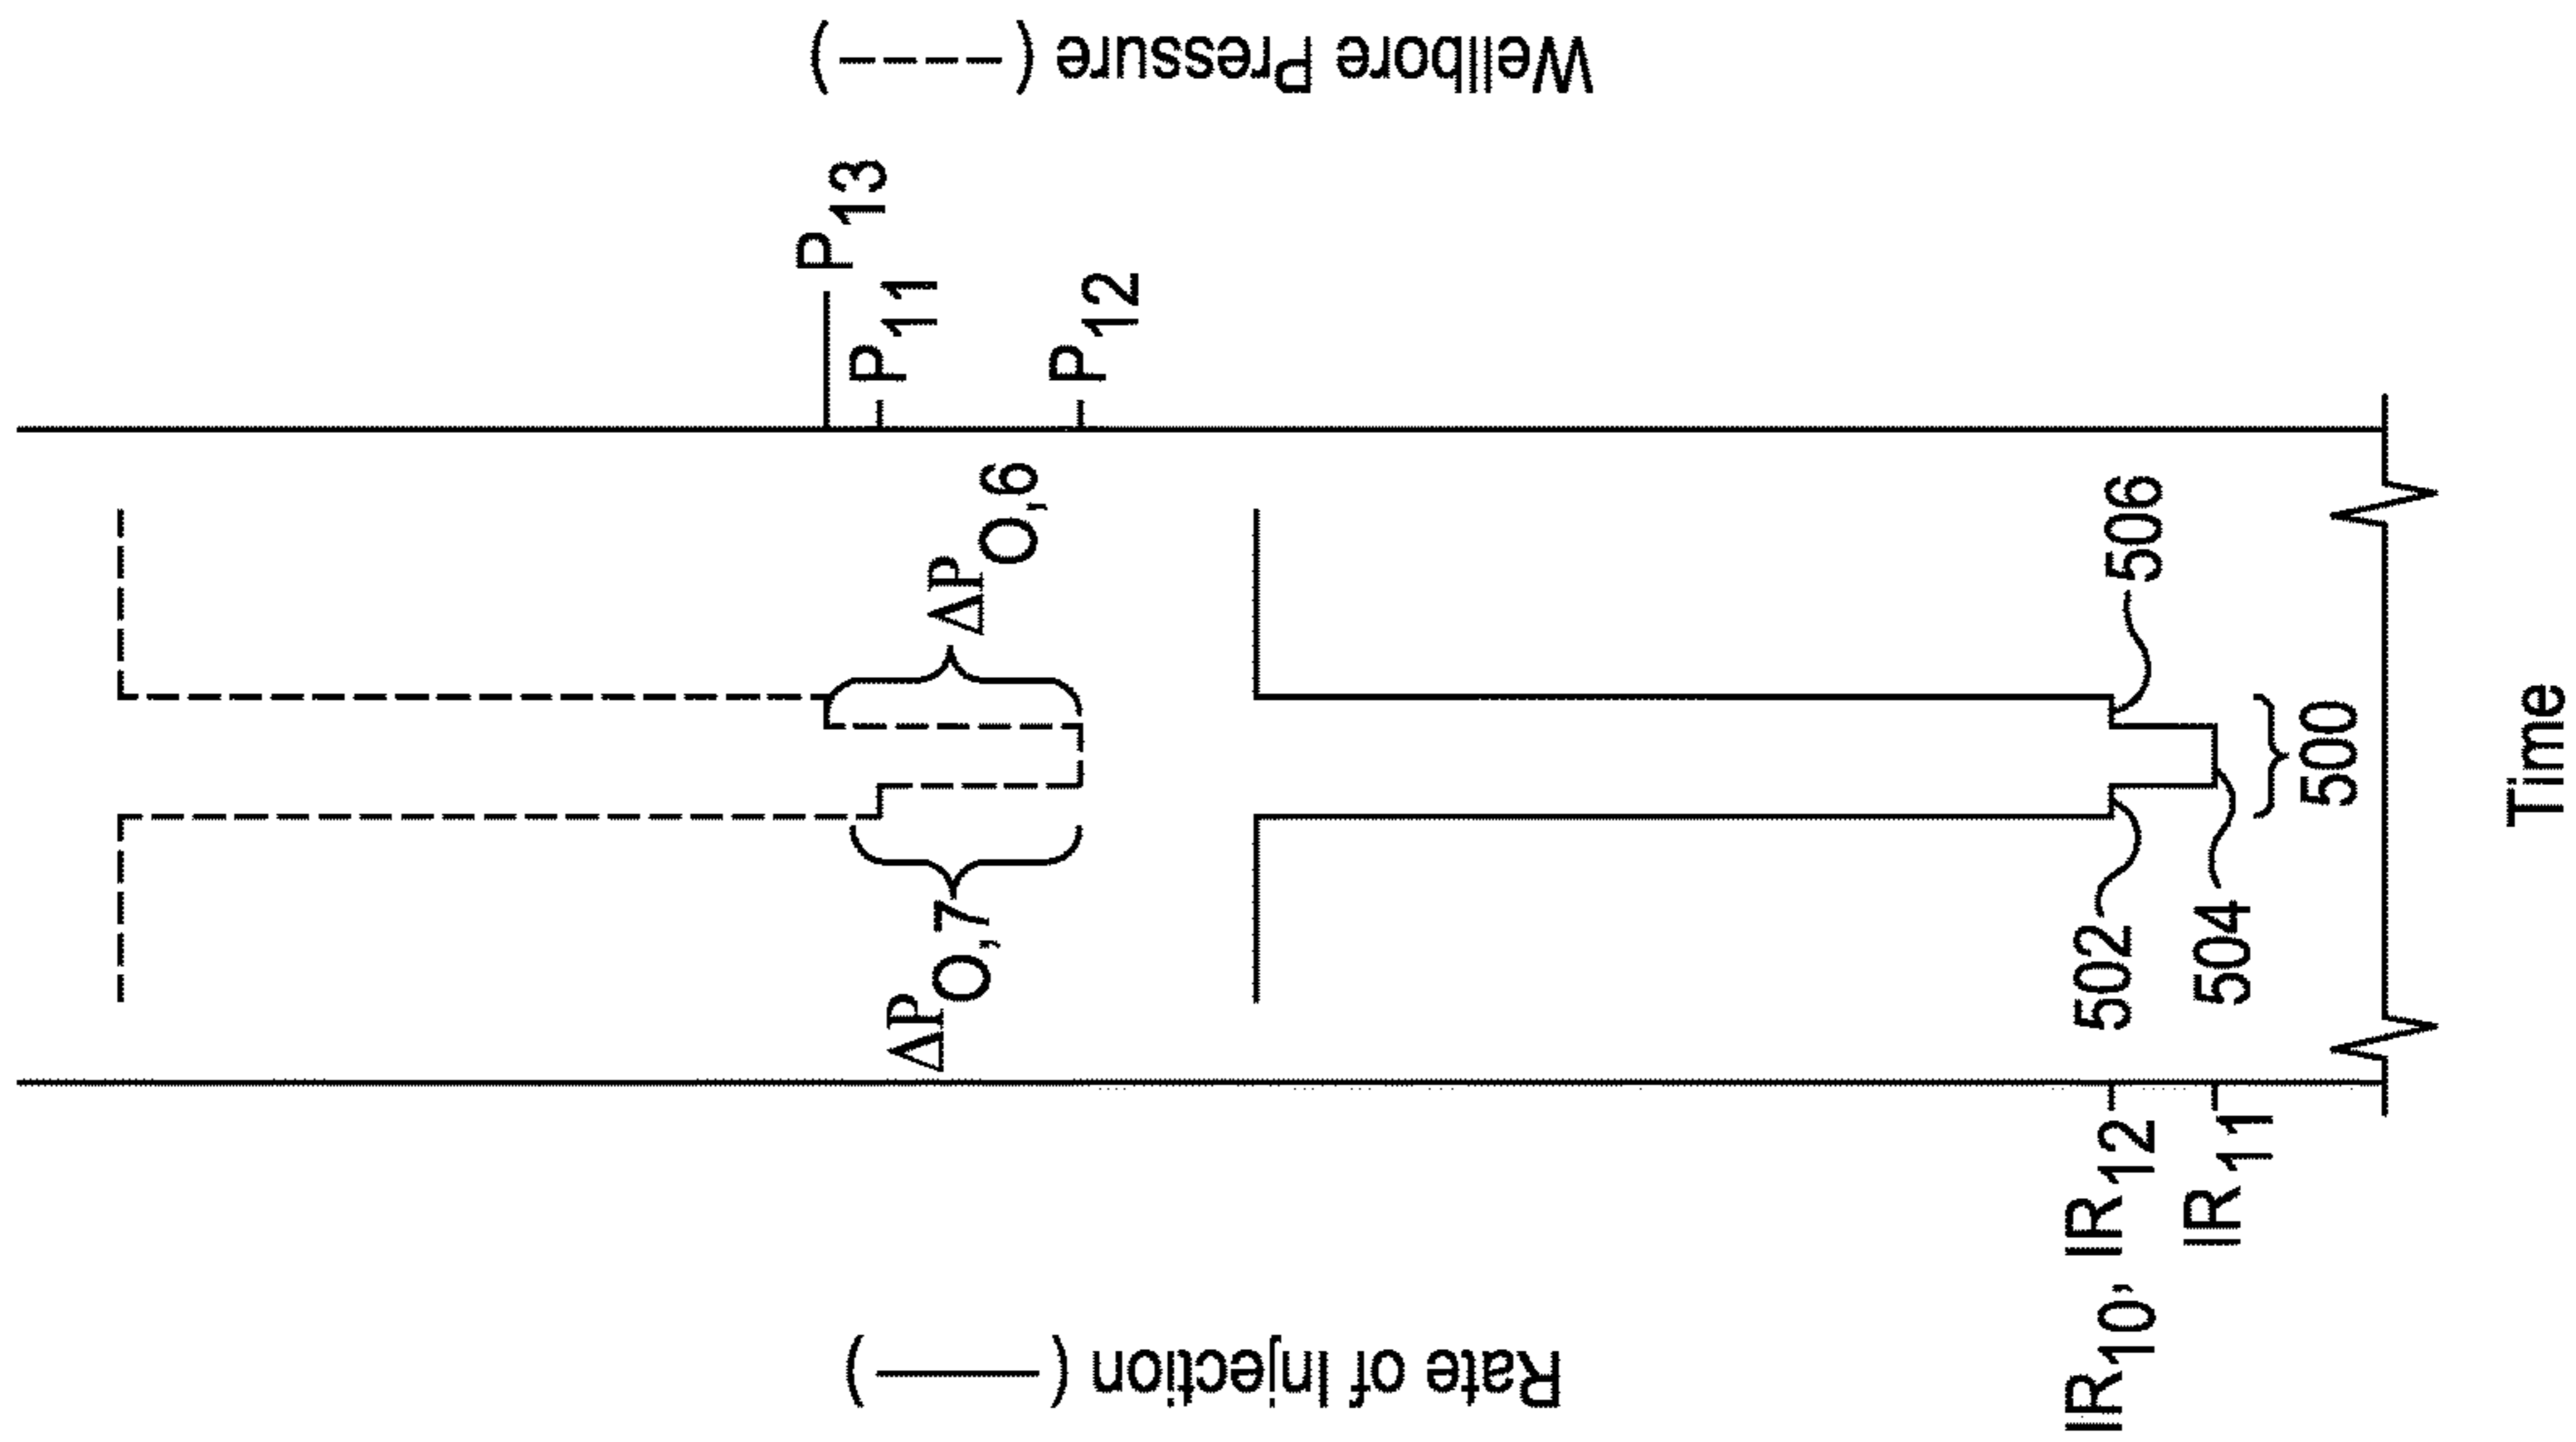 Wellbore Pressure (----)
P13
P11
P12
ΔPO,6
ΔPO,7
506
502
504
500
IR10, IR12
IR11
Rate of Injection (——)
Time